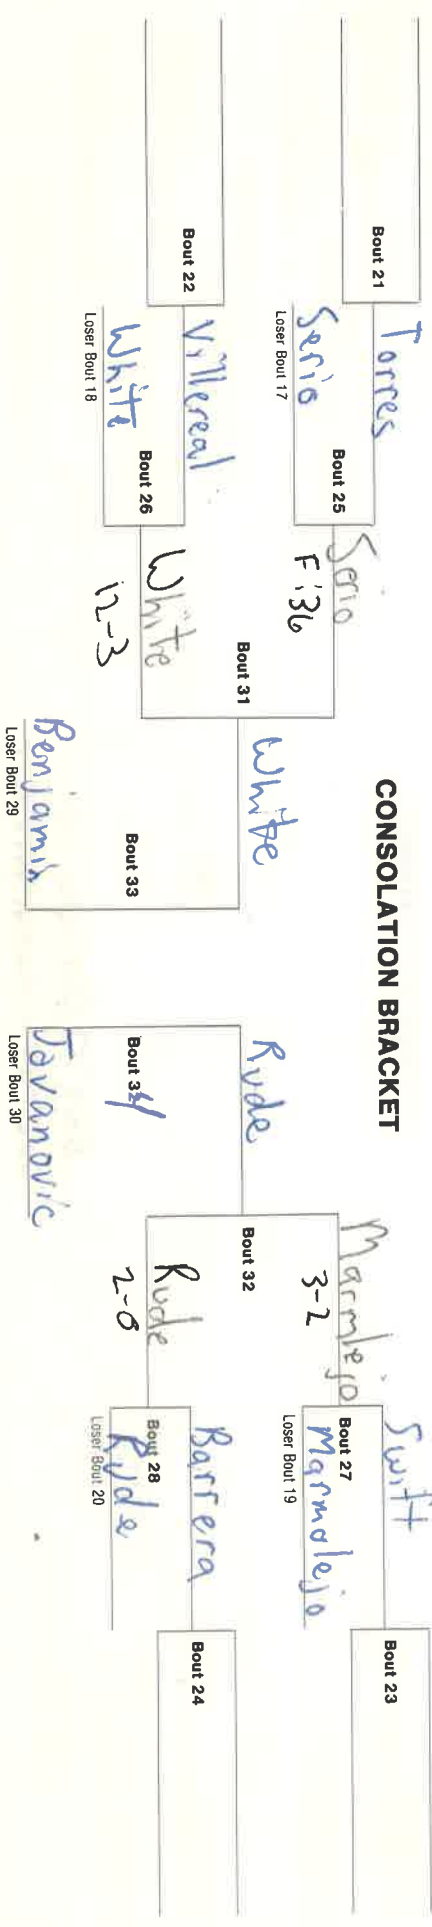 CONSOLATION BRACKET
Bout 21
Torres
Serio
Loser Bout 17
Bout 25
Serio
F :36
Bout 22
Villereal
White
Loser Bout 18
Bout 26
White
12-3
Bout 31
White
Benjamin
Loser Bout 29
Bout 33
Rude
Bout 34
Javanovic
Loser Bout 30
Bout 32
Marmlejo
3-2
Rude
2-0
Swift
Bout 27
Marmolejo
Loser Bout 19
Bout 23
Barrera
Bout 28
Rude
Loser Bout 20
Bout 24